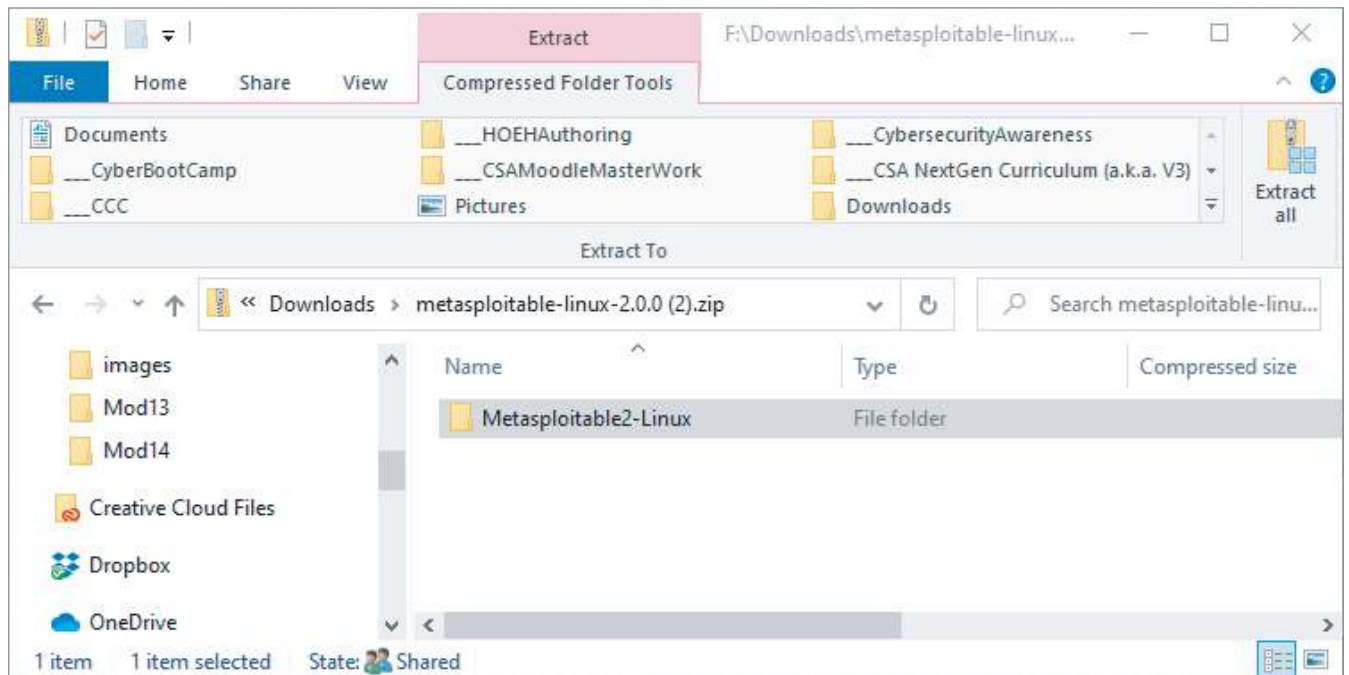 Extract F:\Downloads\metasploitable-linux...
File Home Share View Compressed Folder Tools ?
Documents ___HOEHAuthoring ___CybersecurityAwareness
___CyberBootCamp ___CSAMoodleMasterWork ___CSA NextGen Curriculum (a.k.a. V3)
___CCC Pictures Downloads
Extract all
Extract To
« Downloads > metasploitable-linux-2.0.0 (2).zip Search metasploitable-linu...
images Name Type Compressed size
Mod13 Metasploitable2-Linux File folder
Mod14
Creative Cloud Files
Dropbox
OneDrive
1 item 1 item selected State: Shared